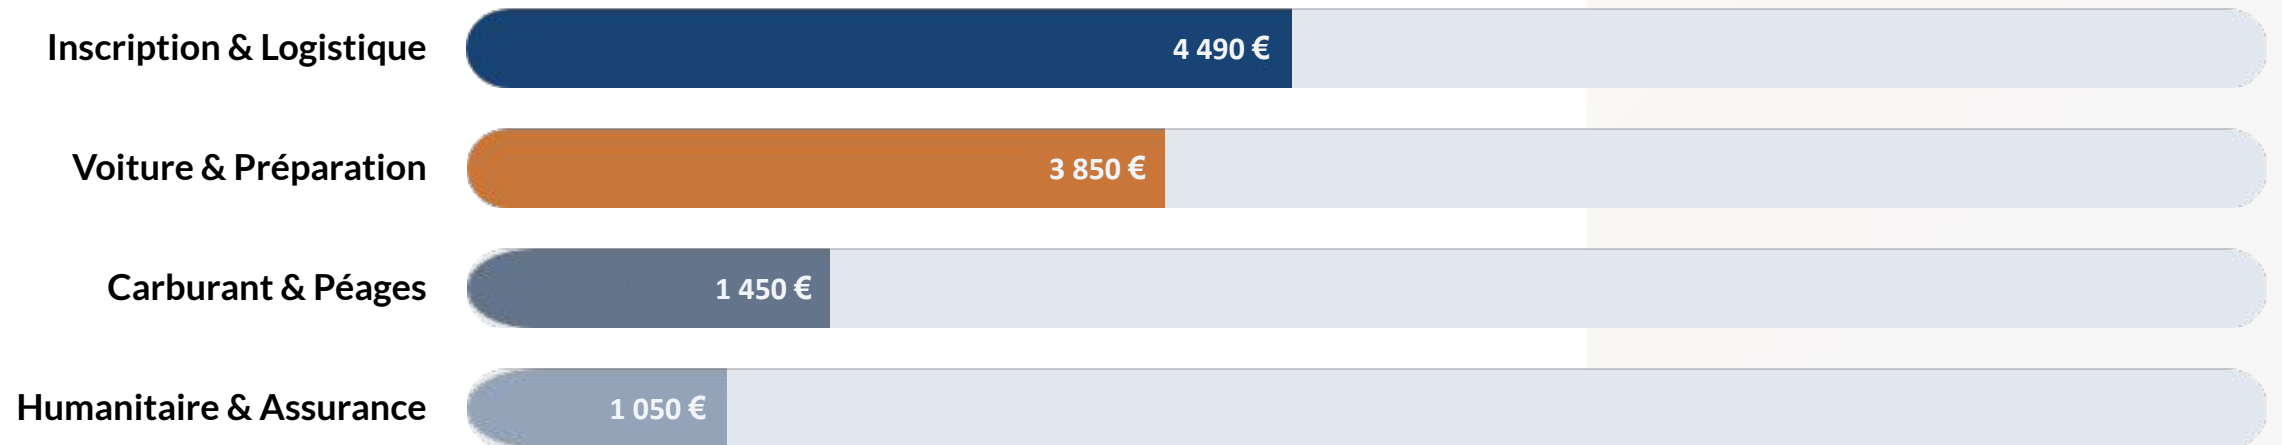 Inscription & Logistique 4 490 €
Voiture & Préparation 3 850 €
Carburant & Péages 1 450 €
Humanitaire & Assurance 1 050 €